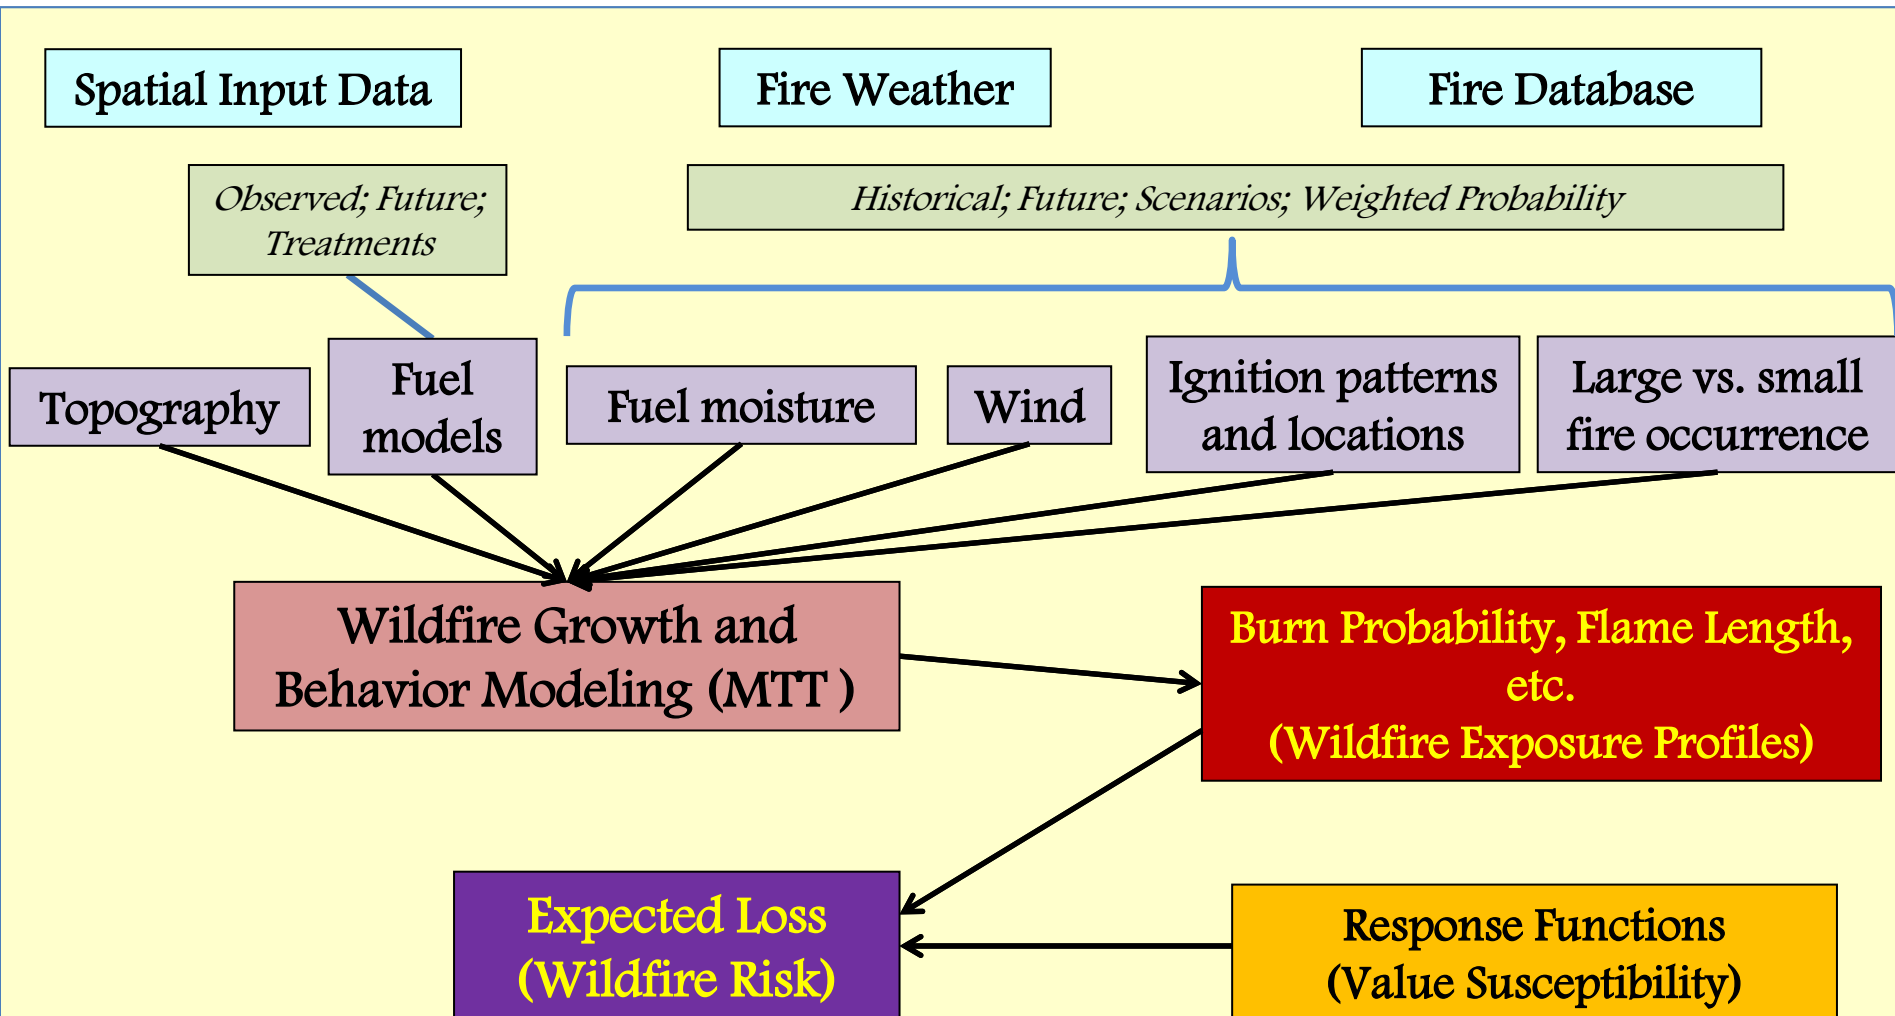 Spatial Input Data
Fire Weather
Fire Database
Observed; Future;
Treatments
Historical; Future; Scenarios; Weighted Probability
Topography
Fuel
models
Fuel moisture
Wind
Ignition patterns
and locations
Large vs. small
fire occurrence
Wildfire Growth and
Behavior Modeling (MTT )
Burn Probability, Flame Length,
etc.
(Wildfire Exposure Profiles)
Expected Loss
(Wildfire Risk)
Response Functions
(Value Susceptibility)